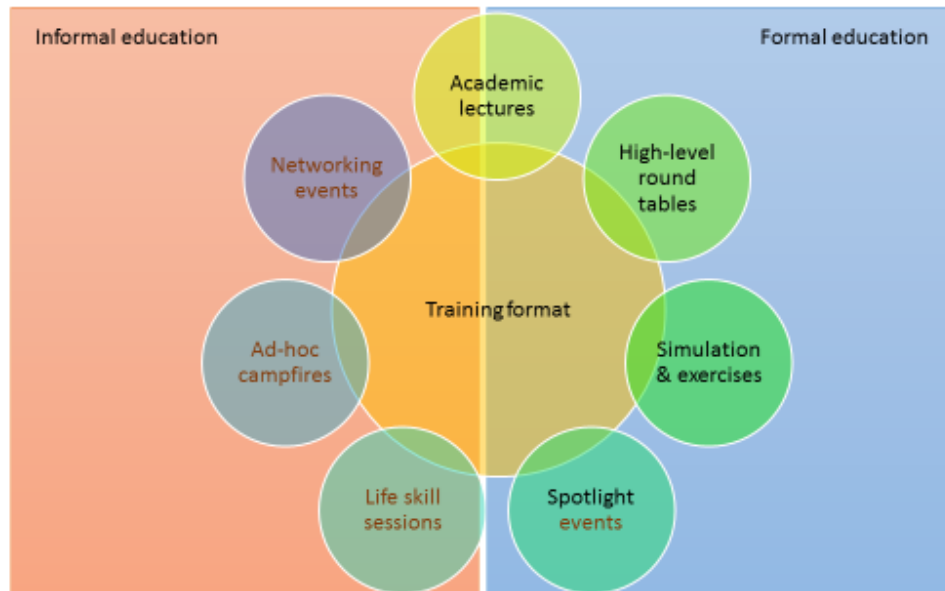 Informal education
Formal education
Academic
lectures
High-level
round
tables
Networking
events
Training format
Ad-hoc
campfires
Simulation
& exercises
Life skill
sessions
Spotlight
events